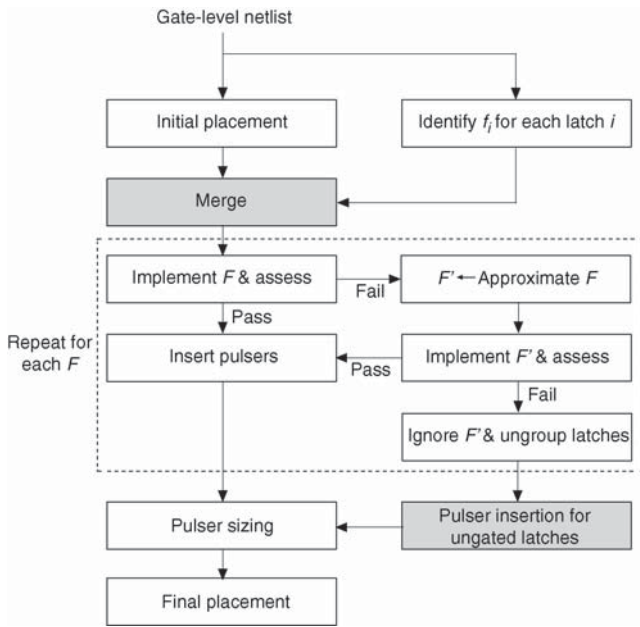 Gate-level netlist
Initial placement
Identify fi for each latch i
Merge
Implement F & assess
Fail
F' ← Approximate F
Pass
Repeat for
each F
Insert pulsers
Pass
Implement F' & assess
Fail
Ignore F' & ungroup latches
Pulser sizing
Pulser insertion for
ungated latches
Final placement